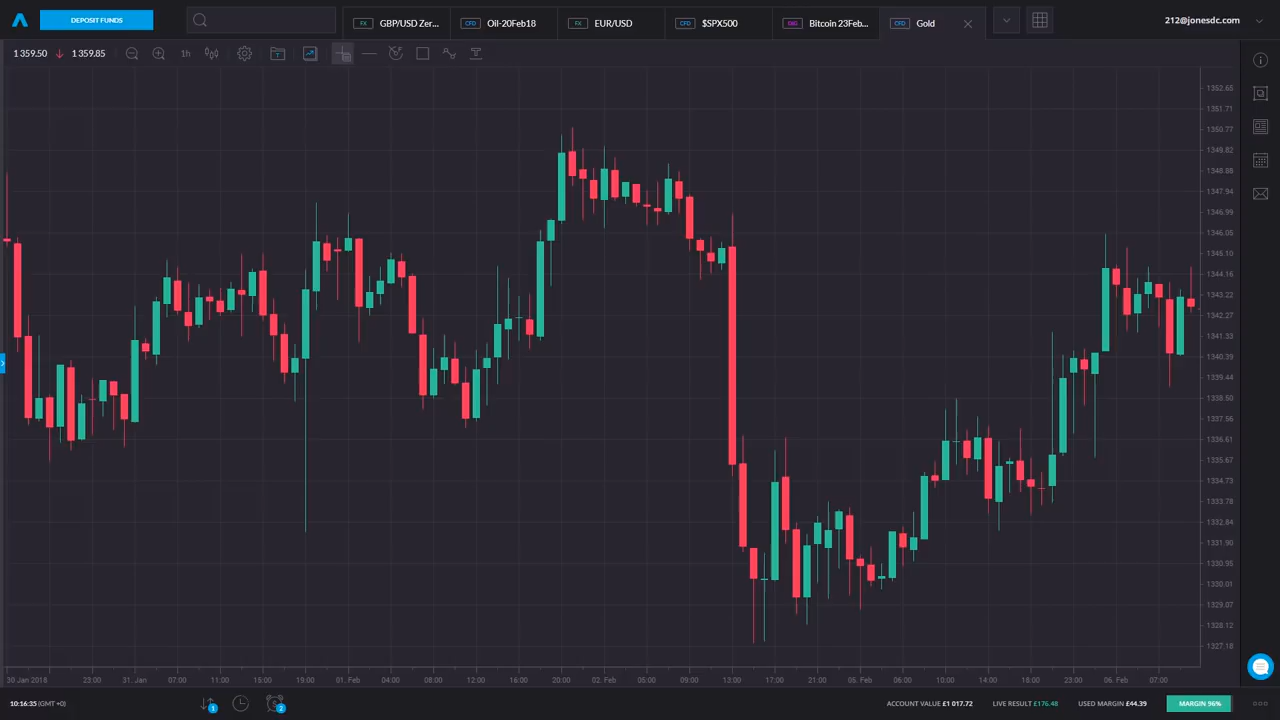 DEPOSIT FUNDS
FX GBP/USD Zer...
CFD Oil-20Feb18
FX EUR/USD
CFD $SPX500
Bitcoin 23Feb...
CFD Gold
212@jonesdc.com
1 359.50 1 359.85
1h
1352.65
1351.71
1350.77
1349.82
1348.88
1347.94
1346.99
1346.05
1345.10
1344.16
1343.22
1342.27
1341.33
1340.39
1339.44
1338.50
1337.56
1336.61
1335.67
1334.73
1333.78
1332.84
1331.90
1330.95
1330.01
1329.07
1328.12
1327.18
30 Jan 2018 23:00 31. Jan 07:00 11:00 15:00 19:00 01. Feb 04:00 08:00 12:00 16:00 20:00 02. Feb 05:00 09:00 13:00 17:00 21:00 05. Feb 06:00 10:00 14:00 18:00 23:00 06. Feb 07:00
10:16:35 (GMT +0)
1
2
ACCOUNT VALUE £1 017.72
LIVE RESULT £176.48
USED MARGIN £44.39
MARGIN 96%